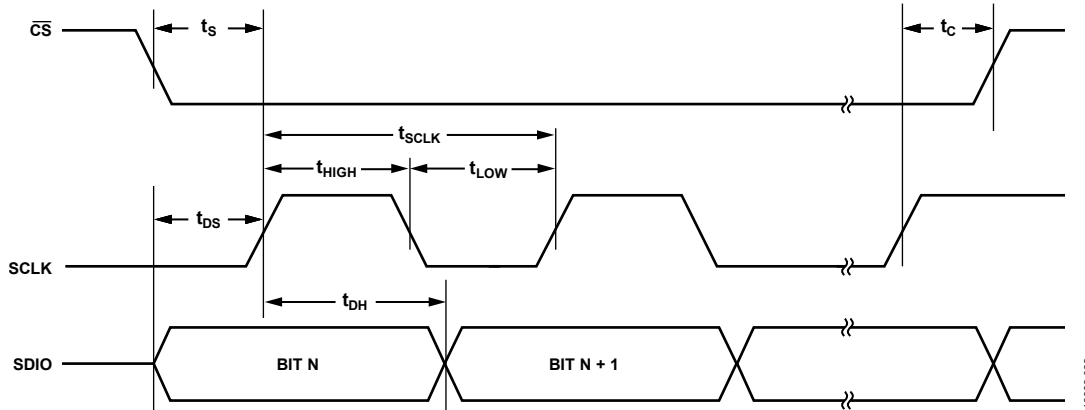 CS
tS
tC
tSCLK
tHIGH
tLOW
tDS
SCLK
tDH
SDIO
BIT N
BIT N + 1